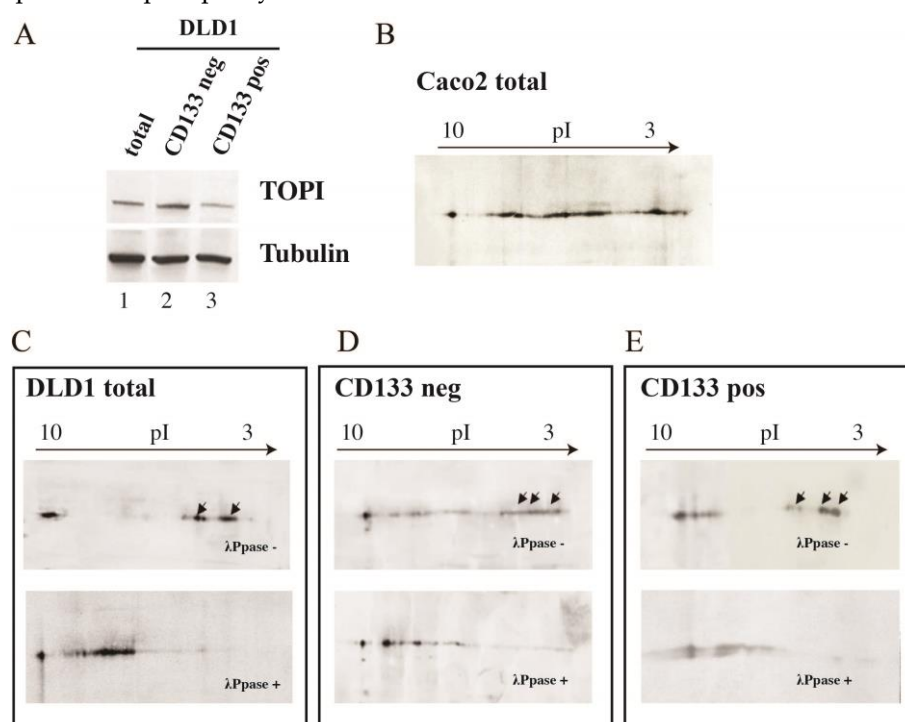 A
DLD1
total
CD133 neg
CD133 pos
TOPI
Tubulin
1 2 3
B
Caco2 total
10 pI 3
C
DLD1 total
10 pI 3
λPpase -
λPpase +
D
CD133 neg
10 pI 3
λPpase -
λPpase +
E
CD133 pos
10 pI 3
λPpase -
λPpase +